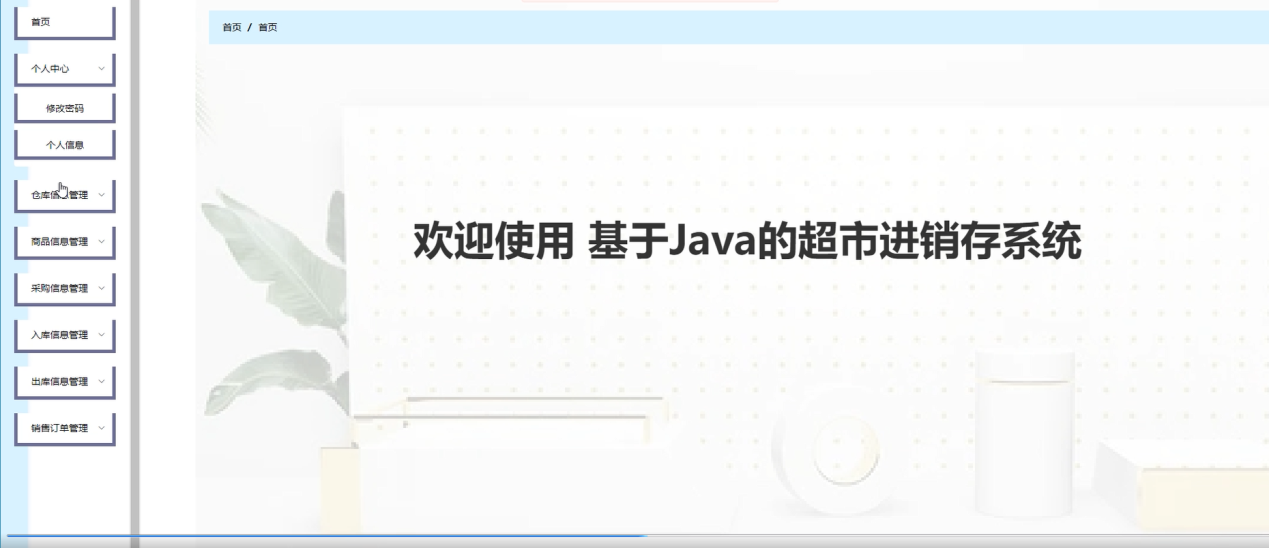 首页
个人中心
修改密码
个人信息
仓库信息管理
商品信息管理
采购信息管理
入库信息管理
出库信息管理
销售订单管理
首页 / 首页
欢迎使用 基于Java的超市进销存系统